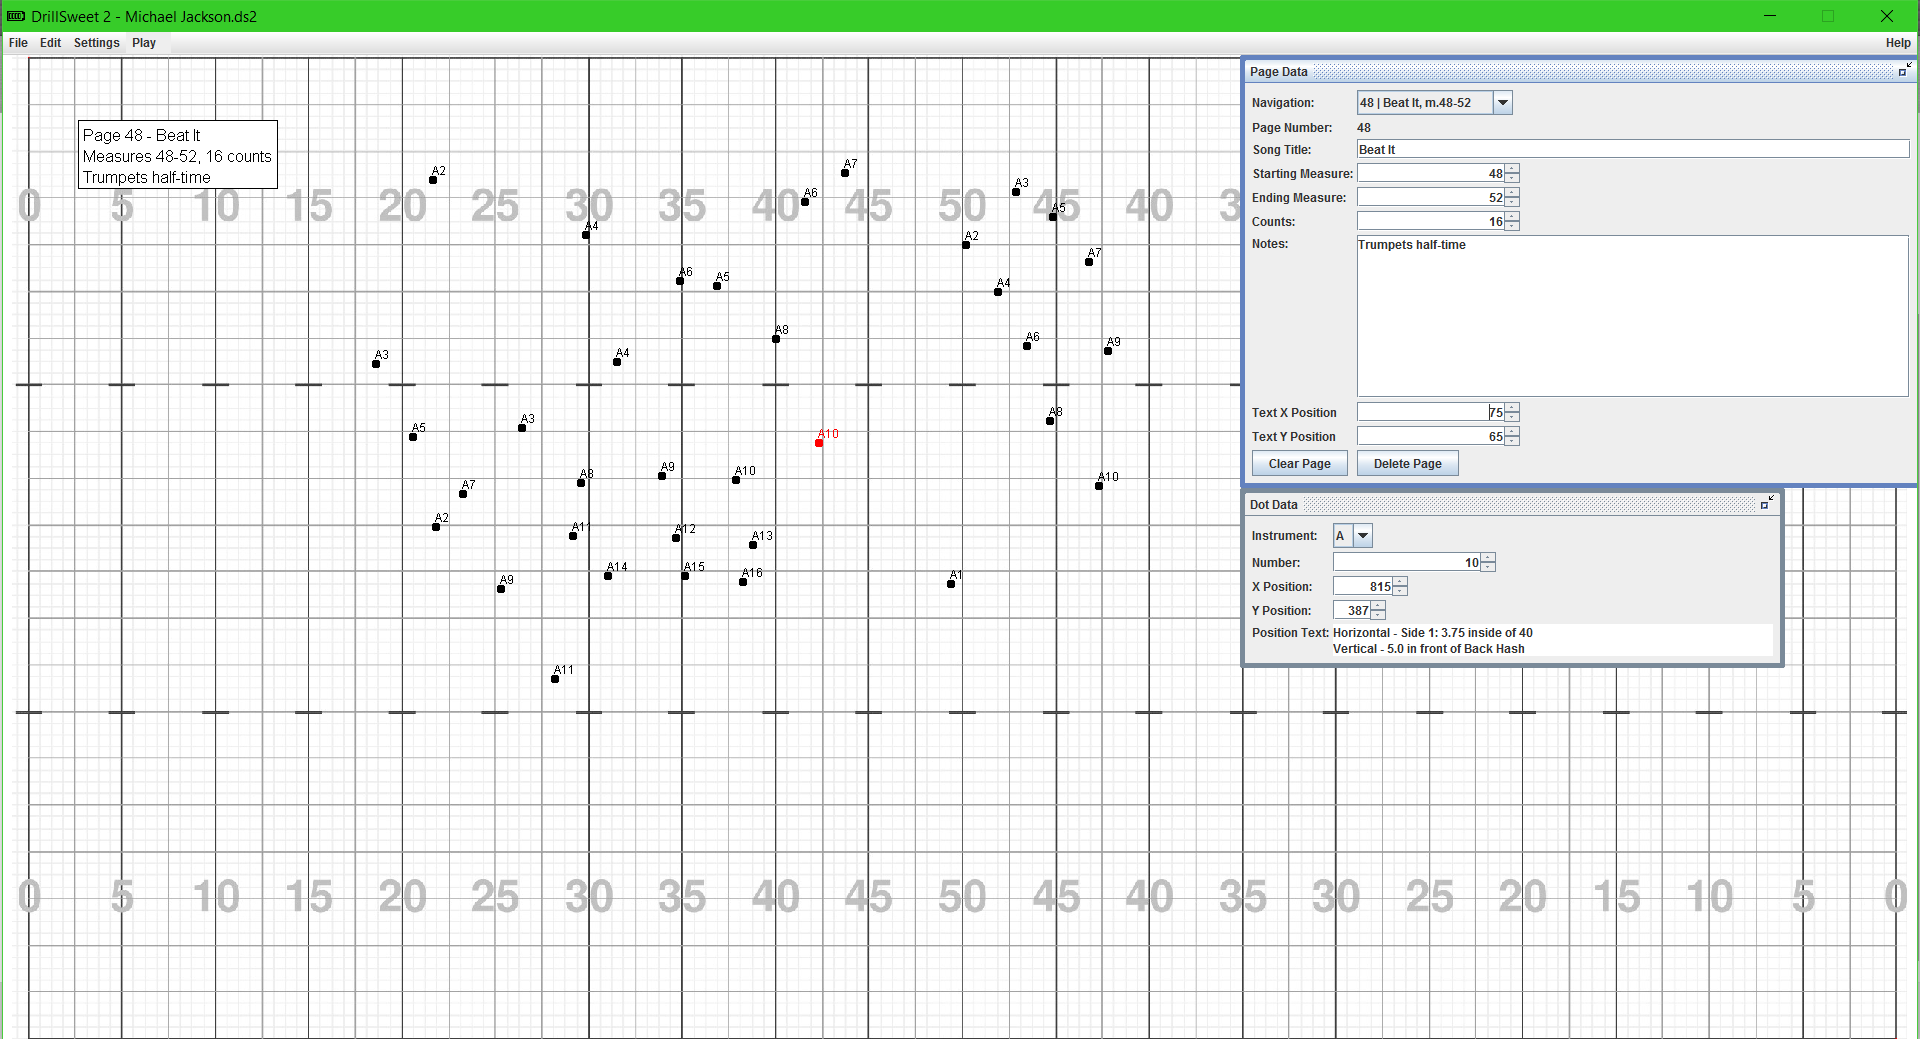 DrillSweet 2 - Michael Jackson.ds2
File Edit Settings Play Help
Page 48 - Beat It
Measures 48-52, 16 counts
Trumpets half-time
0 5 10 15 20 25 30 35 40 45 50 45 40 3
A2
A7
A6
A3
A5
A4
A2
A7
A6
A5
A4
A8
A6
A9
A3
A4
A8
A5
A3
A10
A7
A8
A9
A10
A10
A2
A11
A12
A13
A9
A14
A15
A16
A1
A11
0 5 10 15 20 25 30 35 40 45 50 45 40 35 30 25 20 15 10 5 0
Page Data
Navigation: 48 | Beat It, m.48-52
Page Number: 48
Song Title: Beat It
Starting Measure: 48
Ending Measure: 52
Counts: 16
Notes: Trumpets half-time
Text X Position 75
Text Y Position 65
Clear Page Delete Page
Dot Data
Instrument: A
Number: 10
X Position: 815
Y Position: 387
Position Text: Horizontal - Side 1: 3.75 inside of 40
Vertical - 5.0 in front of Back Hash